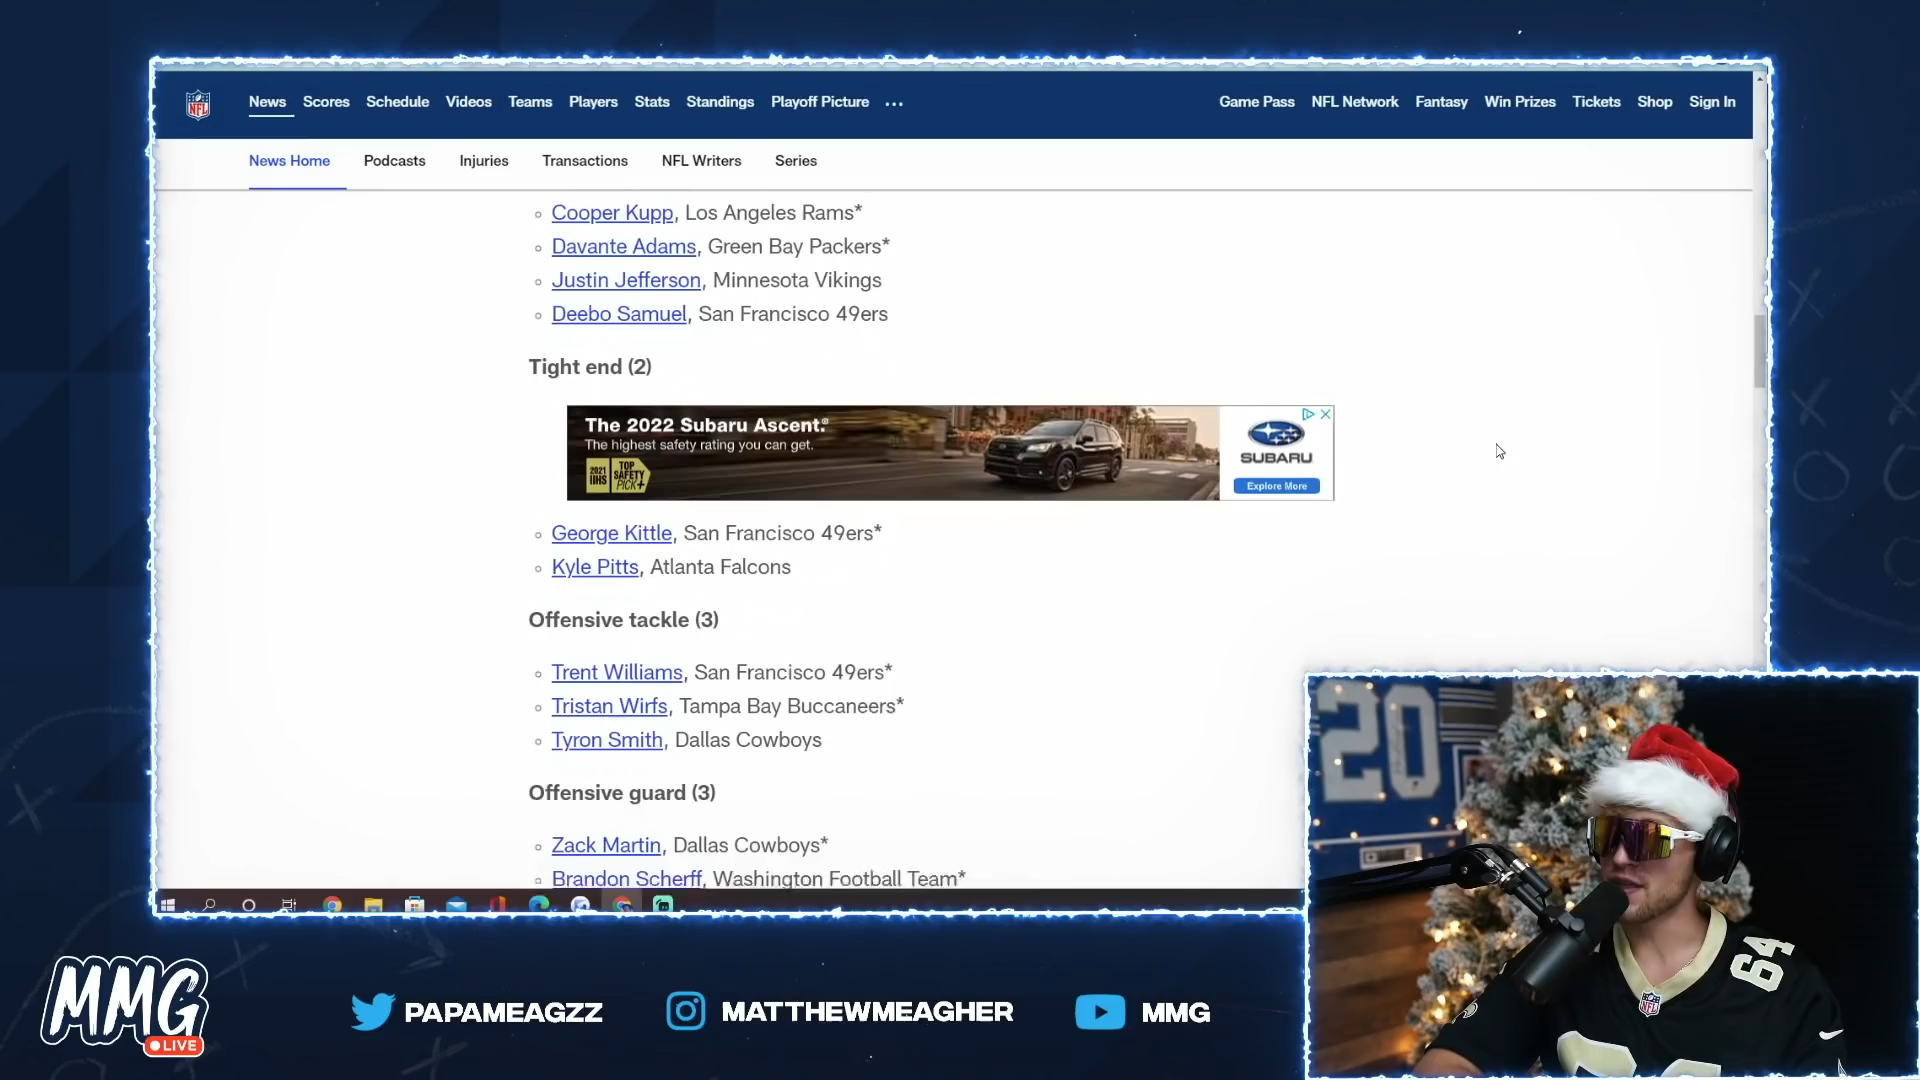 News Scores Schedule Videos Teams Players Stats Standings Playoff Picture ••• Game Pass NFL Network Fantasy Win Prizes Tickets Shop Sign In
NFL
News Home Podcasts Injuries Transactions NFL Writers Series
Cooper Kupp, Los Angeles Rams*
Davante Adams, Green Bay Packers*
Justin Jefferson, Minnesota Vikings
Deebo Samuel, San Francisco 49ers
Tight end (2)
The 2022 Subaru Ascent.®
The highest safety rating you can get.
2021 IIHS
TOP SAFETY PICK+
SUBARU
Explore More
George Kittle, San Francisco 49ers*
Kyle Pitts, Atlanta Falcons
Offensive tackle (3)
Trent Williams, San Francisco 49ers*
Tristan Wirfs, Tampa Bay Buccaneers*
Tyron Smith, Dallas Cowboys
Offensive guard (3)
Zack Martin, Dallas Cowboys*
Brandon Scherff, Washington Football Team*
20
64
NFL
MMG
LIVE
PAPAMEAGZZ
MATTHEWMEAGHER
MMG